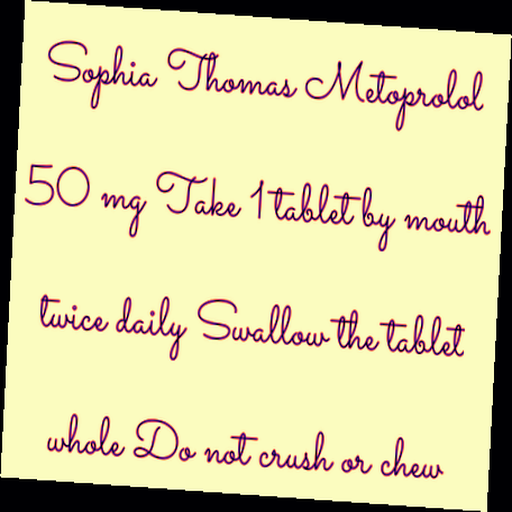 Sophia Thomas Metoprolol
50 mg Take 1 tablet by mouth
twice daily Swallow the tablet
whole Do not crush or chew